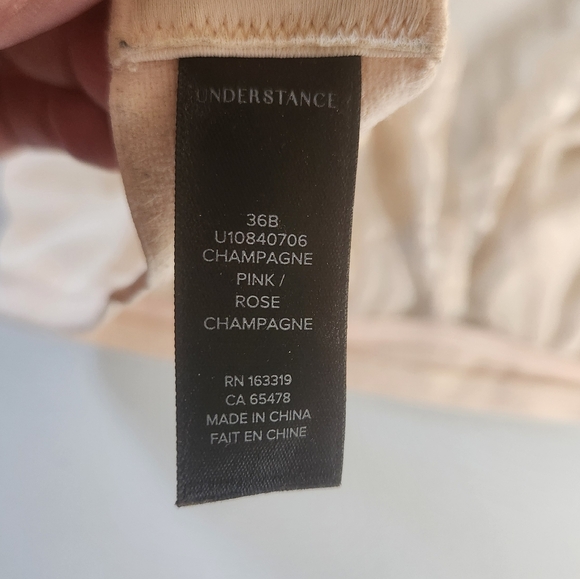 UNDERSTANCE
36B
U10840706
CHAMPAGNE
PINK /
ROSE
CHAMPAGNE
RN 163319
CA 65478
MADE IN CHINA
FAIT EN CHINE